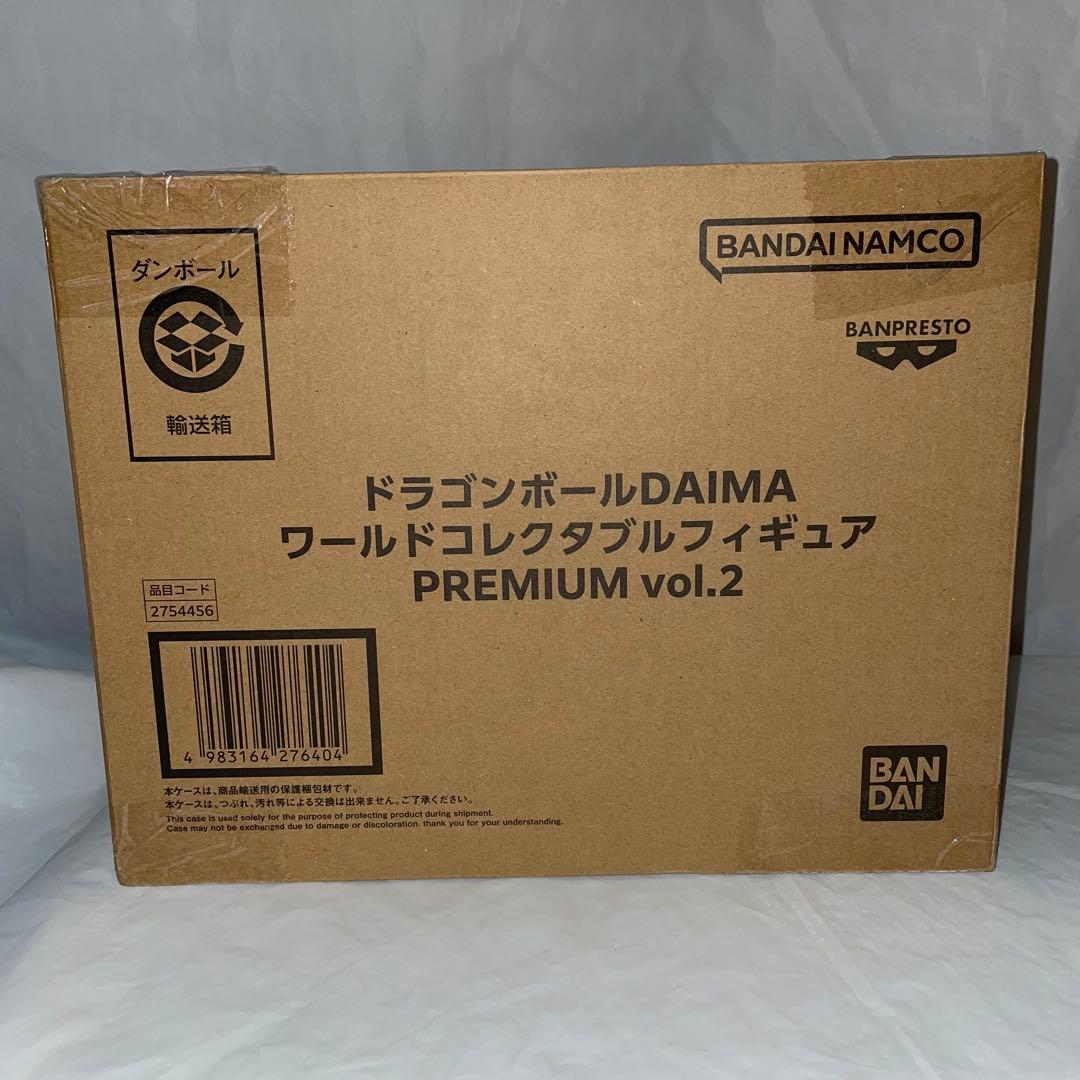 ダンボール
輸送箱
BANDAI NAMCO
BANPRESTO
ドラゴンボールDAIMA
ワールドコレクタブルフィギュア
PREMIUM vol.2
品目コード
2754456
4 983164 276404
本ケースは、商品輸送用の保護梱包材です。
本ケースは、つぶれ、汚れ等による交換は出来ません。ご了承ください。
This case is used solely for the purpose of protecting product during shipment.
Case may not be exchanged due to damage or discoloration. thank you for your understanding.
BAN
DAI